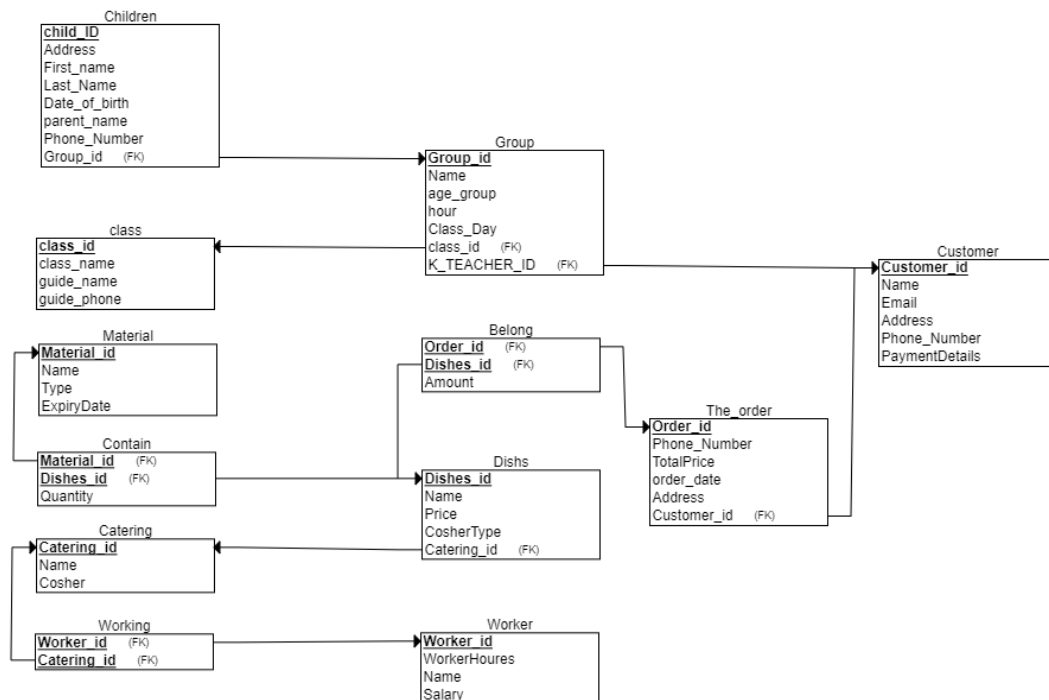 Children
child_ID
Address
First_name
Last_Name
Date_of_birth
parent_name
Phone_Number
Group_id (FK)
Group
Group_id
Name
age_group
hour
Class_Day
class_id (FK)
K_TEACHER_ID (FK)
class
class_id
class_name
guide_name
guide_phone
Customer
Customer_id
Name
Email
Address
Phone_Number
PaymentDetails
Material
Material_id
Name
Type
ExpiryDate
Belong
Order_id (FK)
Dishes_id (FK)
Amount
The_order
Order_id
Phone_Number
TotalPrice
order_date
Address
Customer_id (FK)
Contain
Material_id (FK)
Dishes_id (FK)
Quantity
Dishs
Dishes_id
Name
Price
CosherType
Catering_id (FK)
Catering
Catering_id
Name
Cosher
Working
Worker_id (FK)
Catering_id (FK)
Worker
Worker_id
WorkerHoures
Name
Salary